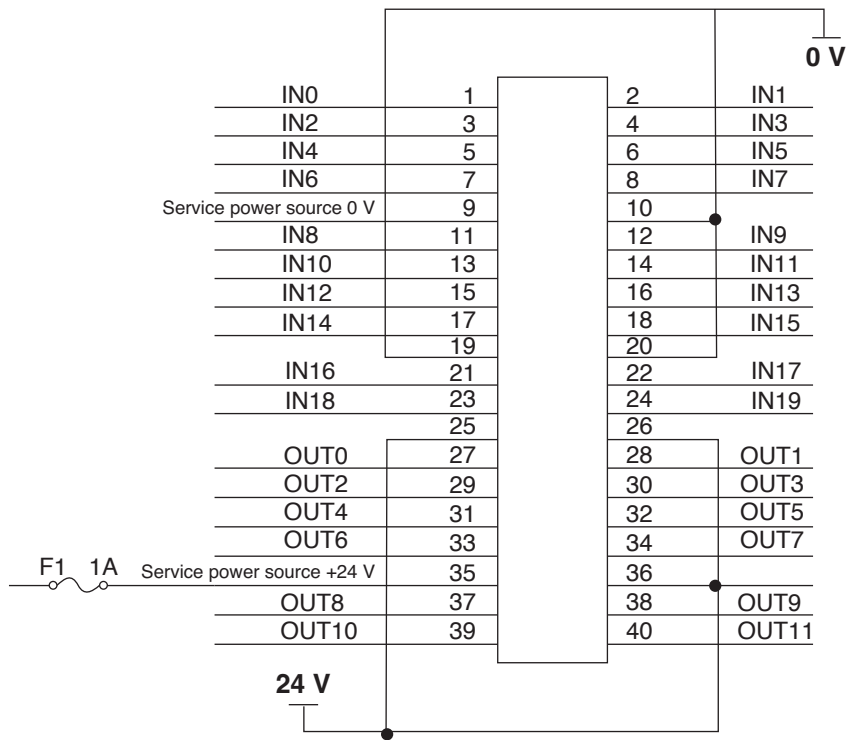 0 V
IN0 1 2 IN1
IN2 3 4 IN3
IN4 5 6 IN5
IN6 7 8 IN7
Service power source 0 V 9 10
IN8 11 12 IN9
IN10 13 14 IN11
IN12 15 16 IN13
IN14 17 18 IN15
19 20
IN16 21 22 IN17
IN18 23 24 IN19
25 26
OUT0 27 28 OUT1
OUT2 29 30 OUT3
OUT4 31 32 OUT5
OUT6 33 34 OUT7
F1 1A Service power source +24 V 35 36
OUT8 37 38 OUT9
OUT10 39 40 OUT11
24 V